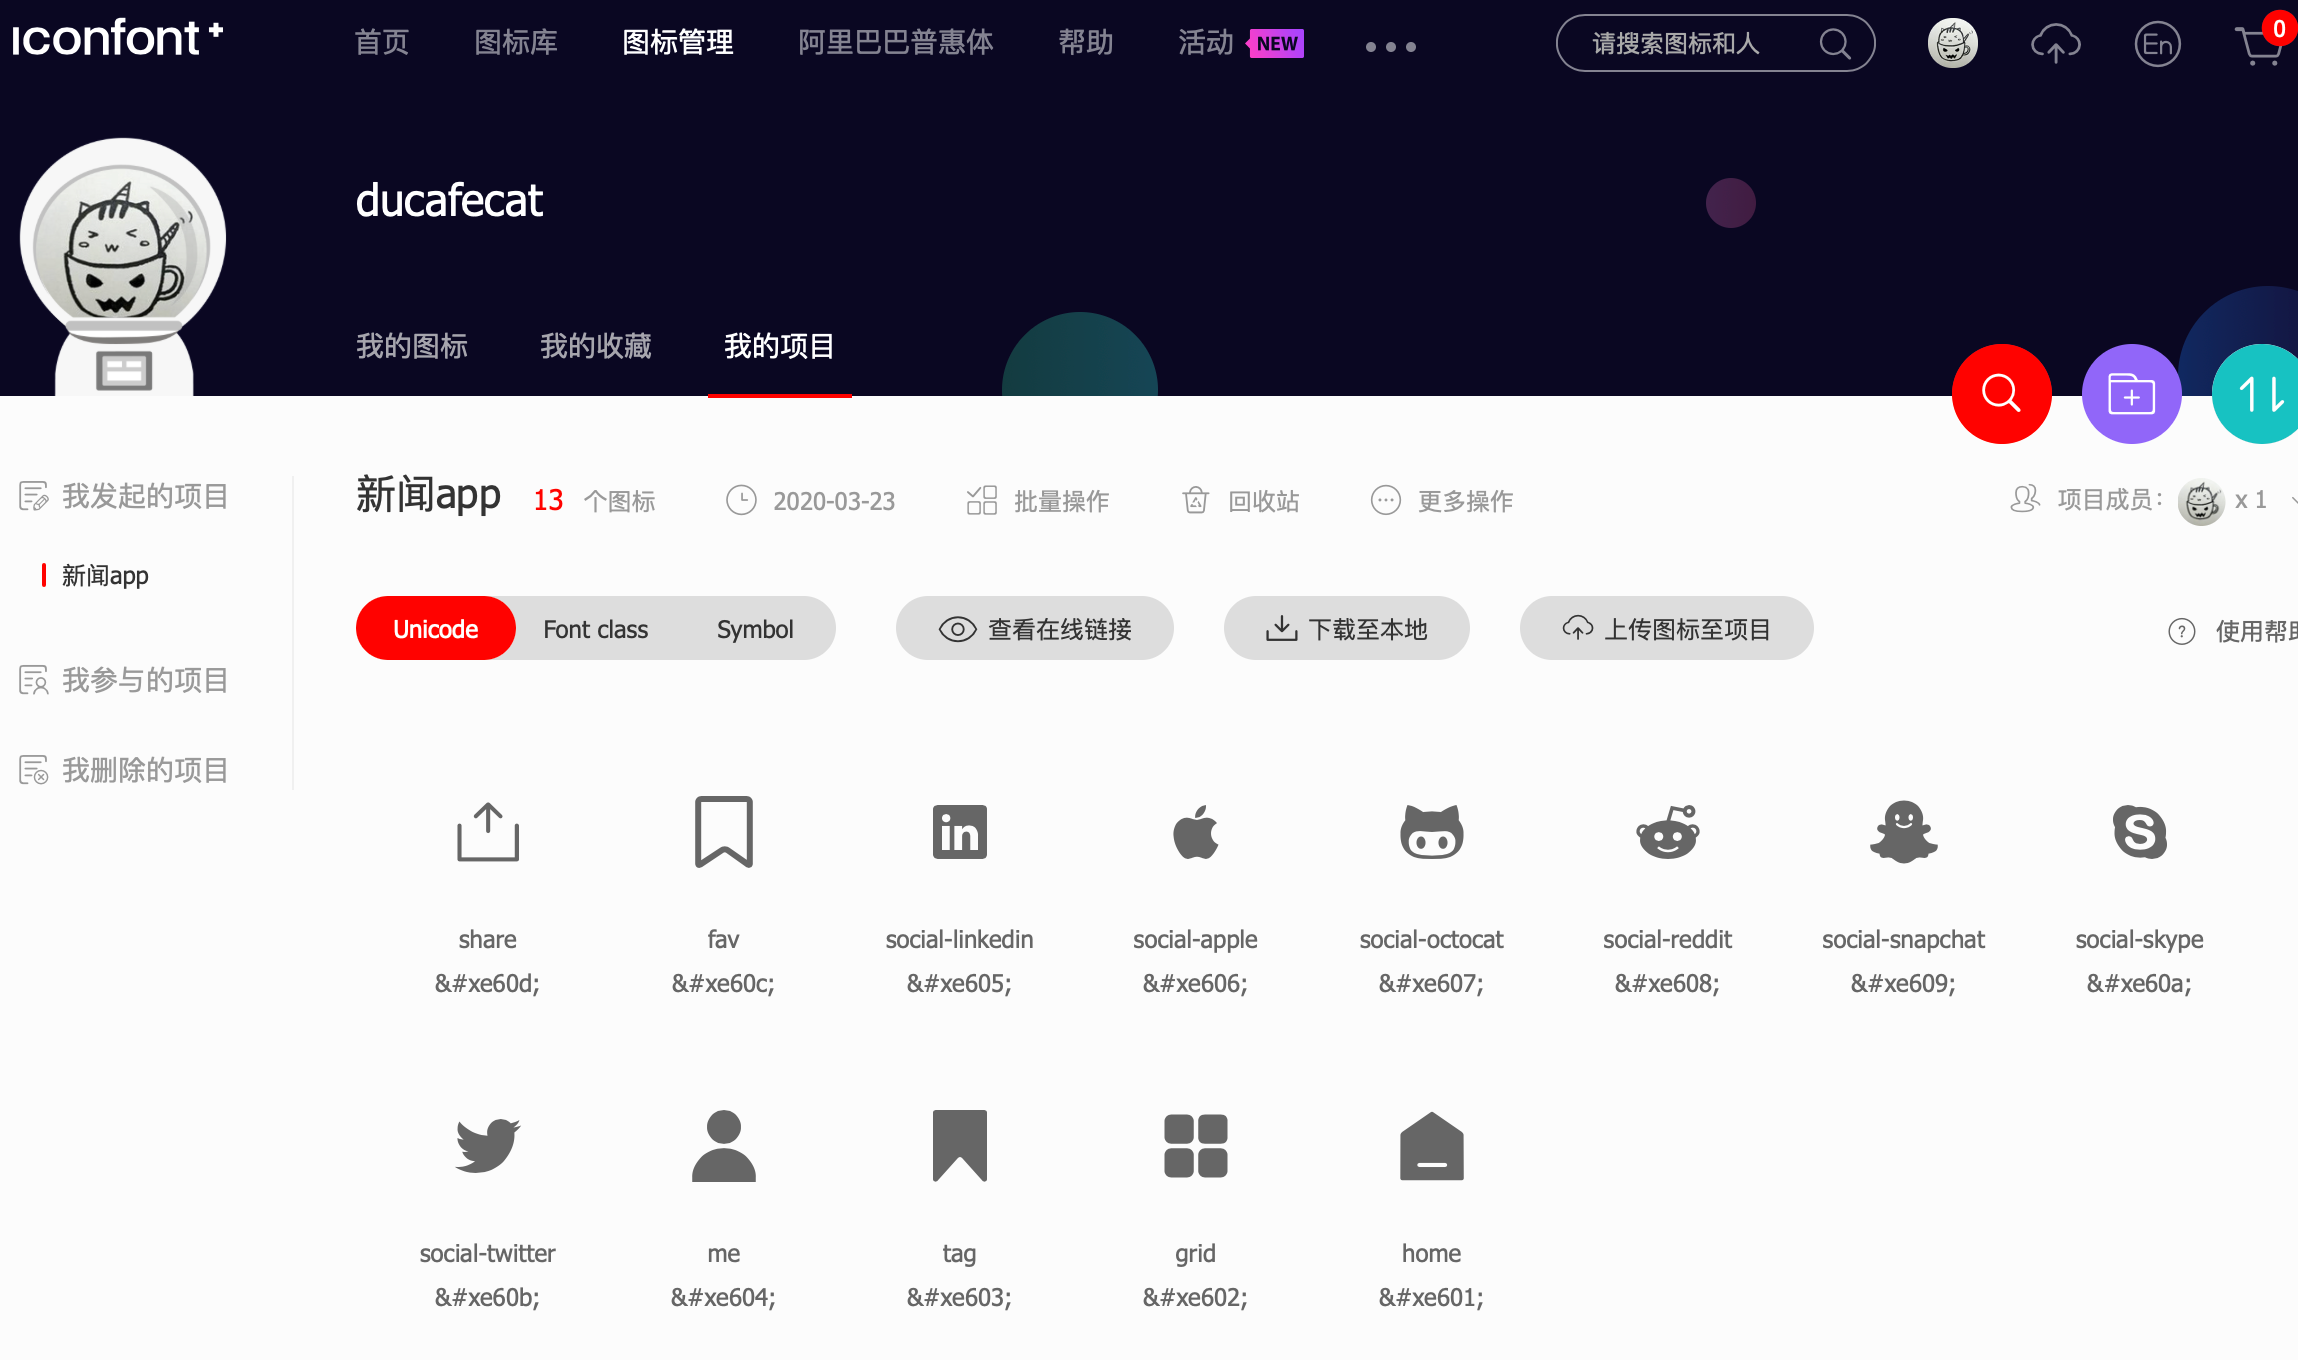 iconfont+
首页 图标库 图标管理 阿里巴巴普惠体 帮助 活动 NEW
请搜索图标和人
En
0
ducafecat
我的图标 我的收藏 我的项目
我发起的项目
新闻app
我参与的项目
我删除的项目
新闻app 13 个图标 2020-03-23 批量操作 回收站 更多操作 项目成员: x 1
Unicode Font class Symbol 查看在线链接 下载至本地 上传图标至项目 使用帮助
share fav social-linkedin social-apple social-octocat social-reddit social-snapchat social-skype
&#xe60d; &#xe60c; &#xe605; &#xe606; &#xe607; &#xe608; &#xe609; &#xe60a;
social-twitter me tag grid home
&#xe60b; &#xe604; &#xe603; &#xe602; &#xe601;